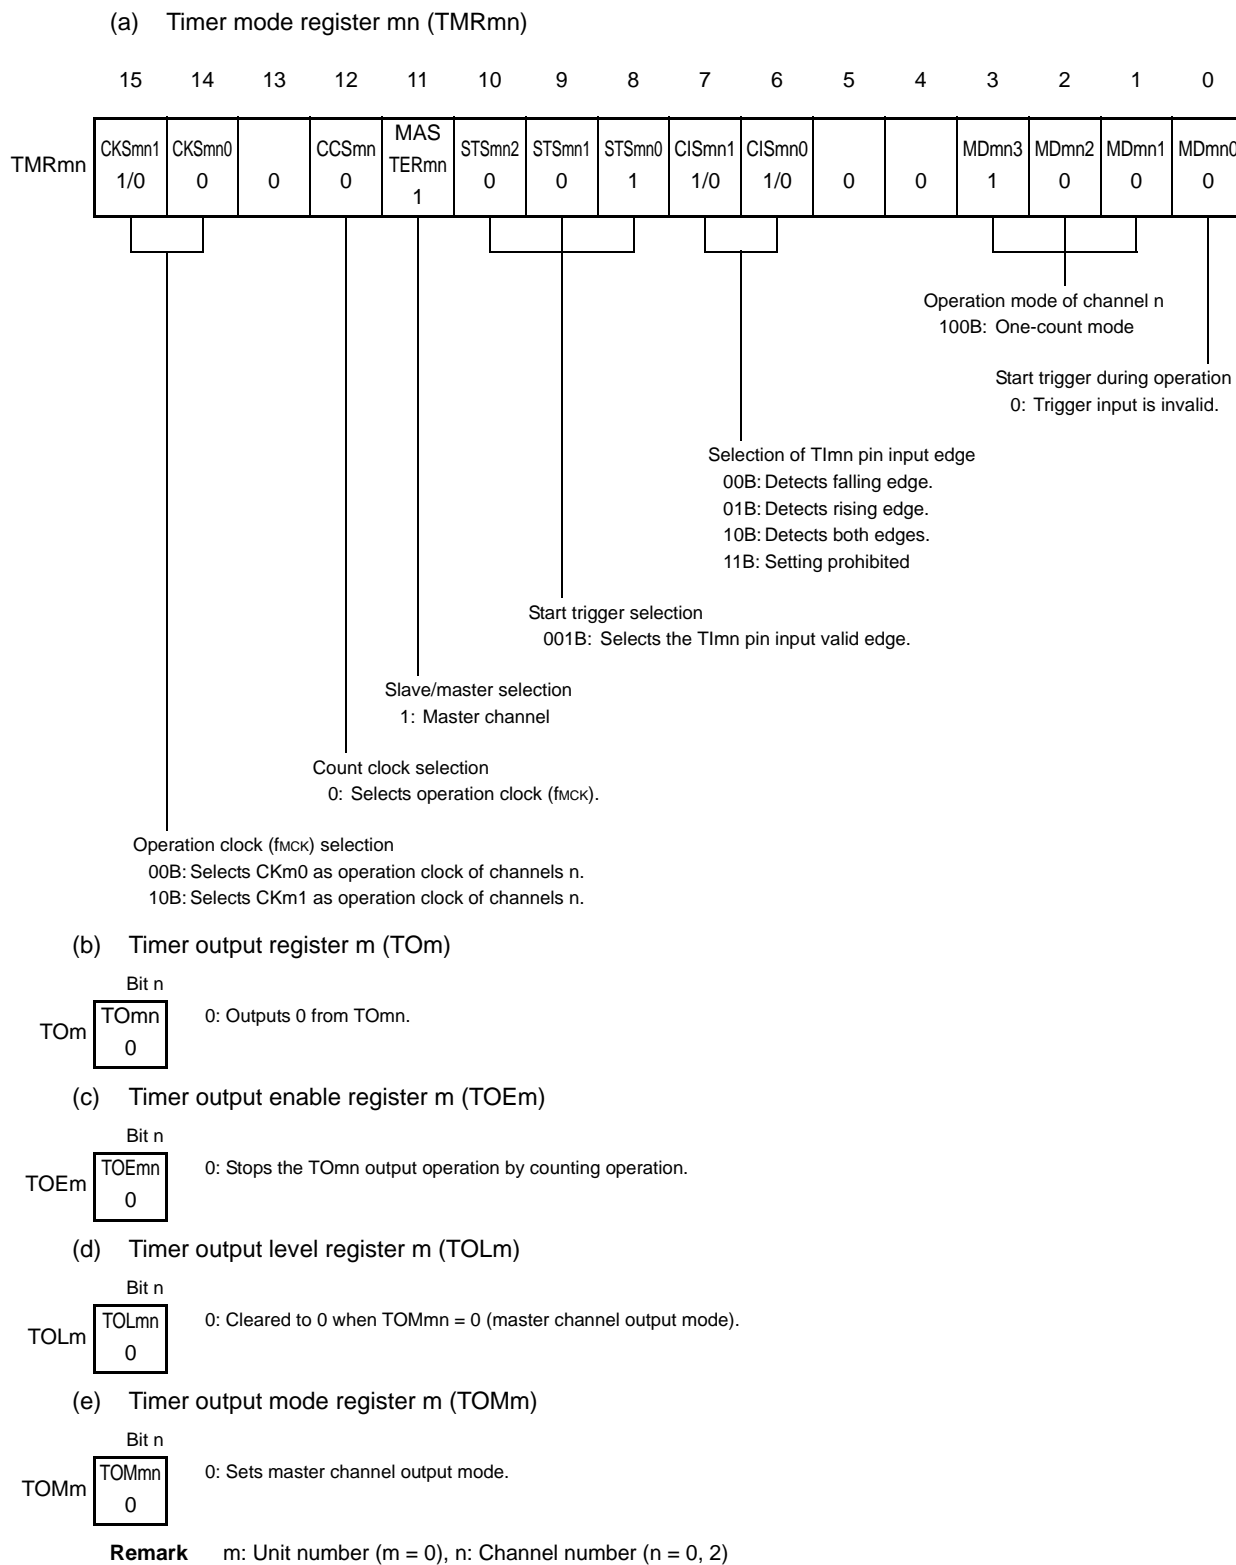 (a) Timer mode register mn (TMRmn)
15 14 13 12 11 10 9 8 7 6 5 4 3 2 1 0
TMRmn
CKSmn1 CKSmn0 CCSmn MAS TERmn STSmn2 STSmn1 STSmn0 CISmn1 CISmn0 MDmn3 MDmn2 MDmn1 MDmn0
1/0 0 0 0 1 0 0 1 1/0 1/0 0 0 1 0 0 0
Operation mode of channel n
100B: One-count mode
Start trigger during operation
0: Trigger input is invalid.
Selection of TImn pin input edge
00B: Detects falling edge.
01B: Detects rising edge.
10B: Detects both edges.
11B: Setting prohibited
Start trigger selection
001B: Selects the TImn pin input valid edge.
Slave/master selection
1: Master channel
Count clock selection
0: Selects operation clock (fMCK).
Operation clock (fMCK) selection
00B: Selects CKm0 as operation clock of channels n.
10B: Selects CKm1 as operation clock of channels n.
(b) Timer output register m (TOm)
Bit n
TOm TOmn 0: Outputs 0 from TOmn.
0
(c) Timer output enable register m (TOEm)
Bit n
TOEm TOEmn 0: Stops the TOmn output operation by counting operation.
0
(d) Timer output level register m (TOLm)
Bit n
TOLm TOLmn 0: Cleared to 0 when TOMmn = 0 (master channel output mode).
0
(e) Timer output mode register m (TOMm)
Bit n
TOMm TOMmn 0: Sets master channel output mode.
0
Remark m: Unit number (m = 0), n: Channel number (n = 0, 2)